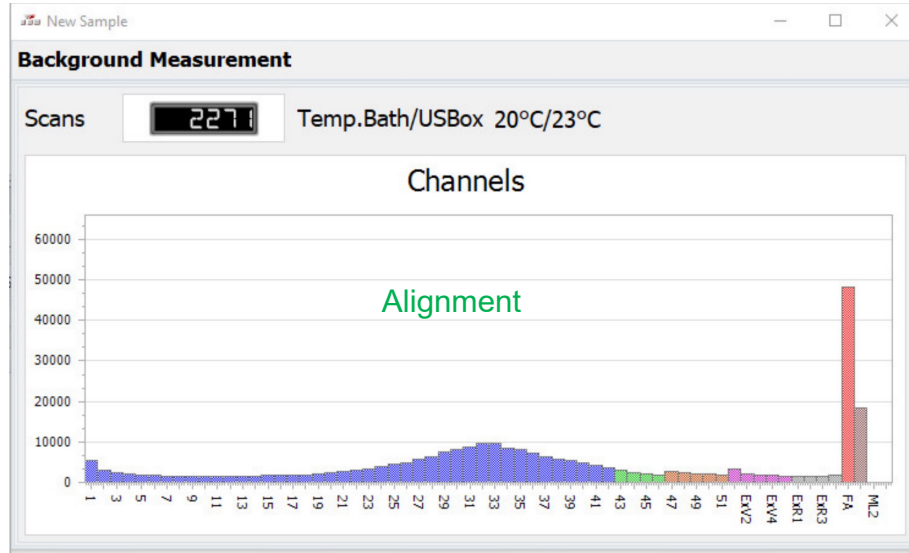 New Sample
Background Measurement
Scans 2271 Temp.Bath/USBox 20°C/23°C
Channels
60000
50000
Alignment
40000
30000
20000
10000
0
1 3 5 7 9 11 13 15 17 19 21 23 25 27 29 31 33 35 37 39 41 43 45 47 49 51 ExV2 ExV4 ExR1 ExR3 FA ML2